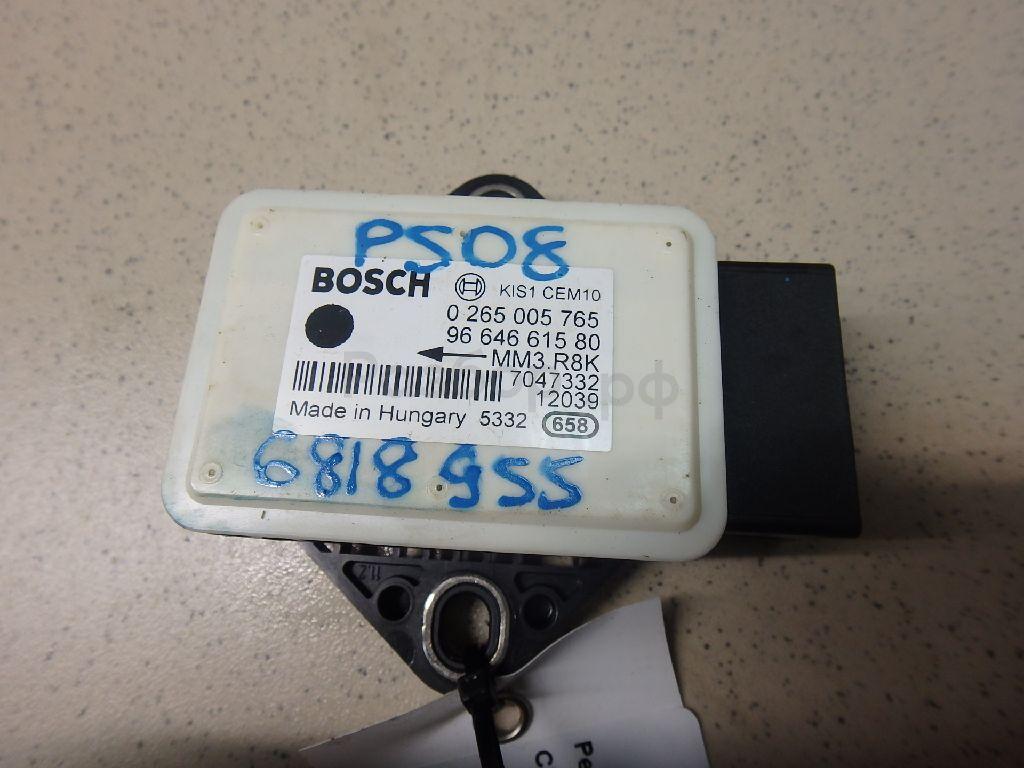 PS08
BOSCH KIS1 CEM10
0 265 005 765
96 646 615 80
MM3.R8K
7047332
12039
Made in Hungary 5332 658
6818955